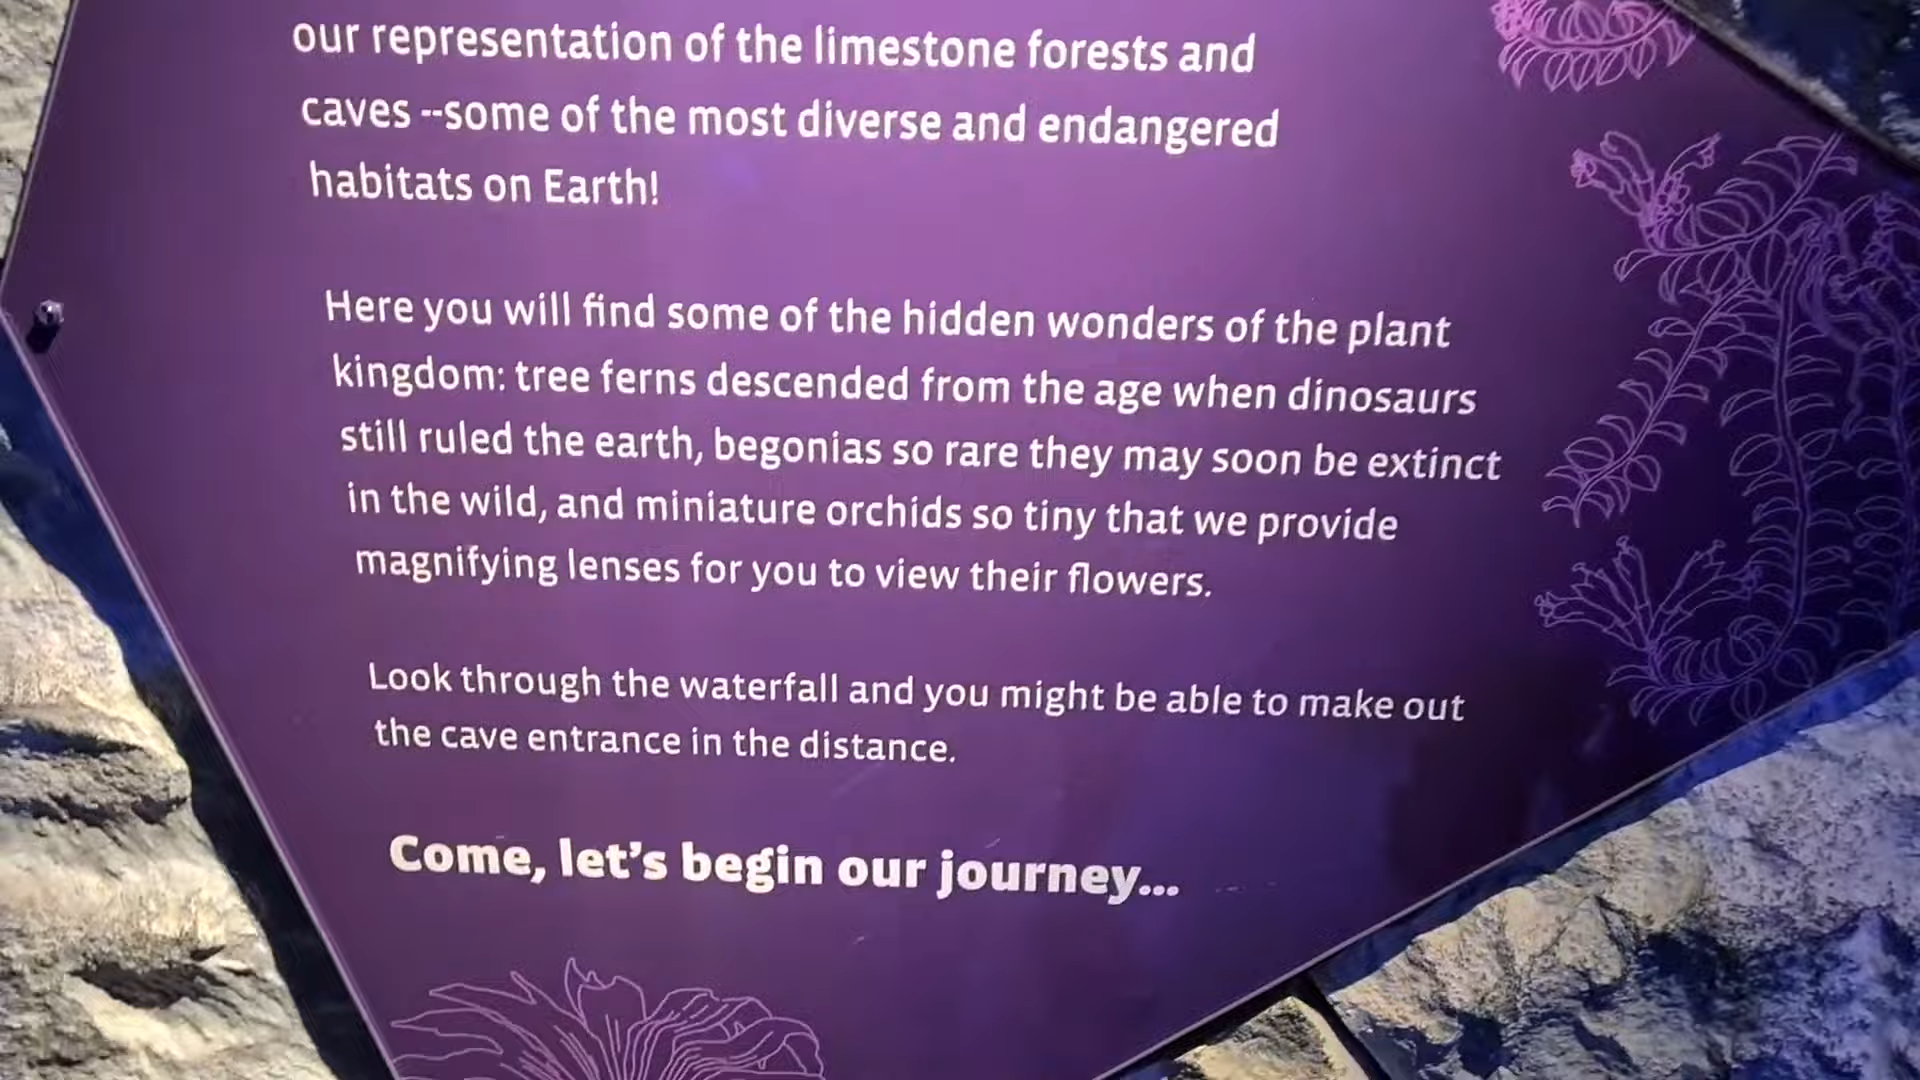 our representation of the limestone forests and
caves --some of the most diverse and endangered
habitats on Earth!
Here you will find some of the hidden wonders of the plant
kingdom: tree ferns descended from the age when dinosaurs
still ruled the earth, begonias so rare they may soon be extinct
in the wild, and miniature orchids so tiny that we provide
magnifying lenses for you to view their flowers.
Look through the waterfall and you might be able to make out
the cave entrance in the distance.
Come, let's begin our journey...